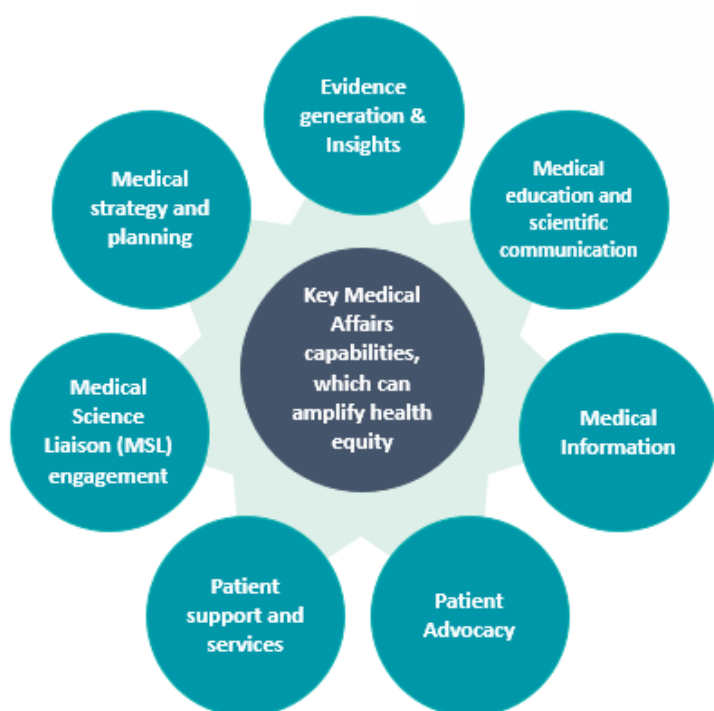 Evidence
generation &
Insights
Medical
education and
scientific
communication
Medical
Information
Patient
Advocacy
Patient
support and
services
Medical
Science
Liaison (MSL)
engagement
Medical
strategy and
planning
Key Medical
Affairs
capabilities,
which can
amplify health
equity